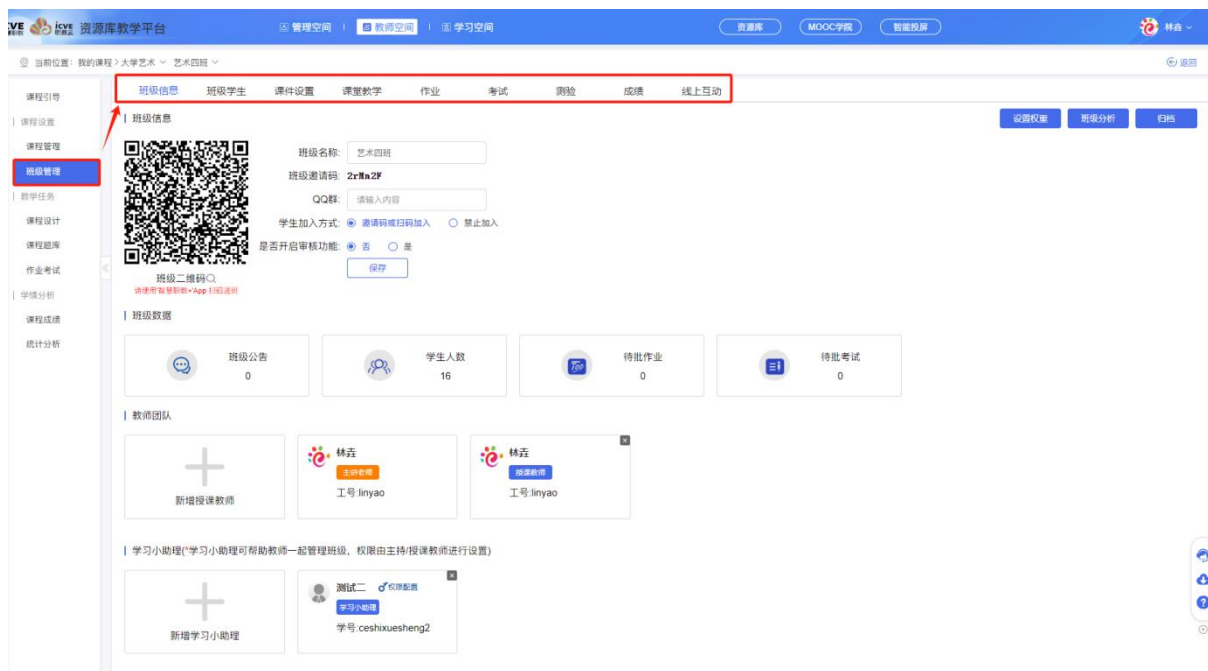 icve 资源库教学平台 管理空间 教师空间 学习空间 资源库 MOOC学院 智能投屏 林垚
当前位置: 我的课程 > 大学艺术 艺术四班 返回
课程引导
课程设置
课程管理
班级管理
教学任务
课程设计
课程题库
作业考试
学情分析
课程成绩
统计分析
班级信息 班级学生 课件设置 课堂教学 作业 考试 测验 成绩 线上互动
班级信息 设置权重 班级分析 归档
班级名称: 艺术四班
班级邀请码: 2rMn2F
QQ群: 请输入内容
学生加入方式: 邀请码或扫码加入 禁止加入
是否开启审核功能: 否 是
保存
班级二维码
请使用'智慧职教+'App 扫码进班
班级数据
班级公告 学生人数 待批作业 待批考试
0 16 0 0
教师团队
新增授课教师
林垚
主讲老师
工号:linyao
林垚
授课教师
工号:linyao
学习小助理(*学习小助理可帮助教师一起管理班级，权限由主持/授课教师进行设置)
新增学习小助理
测试二 权限配置
学习小助理
学号:ceshixuesheng2